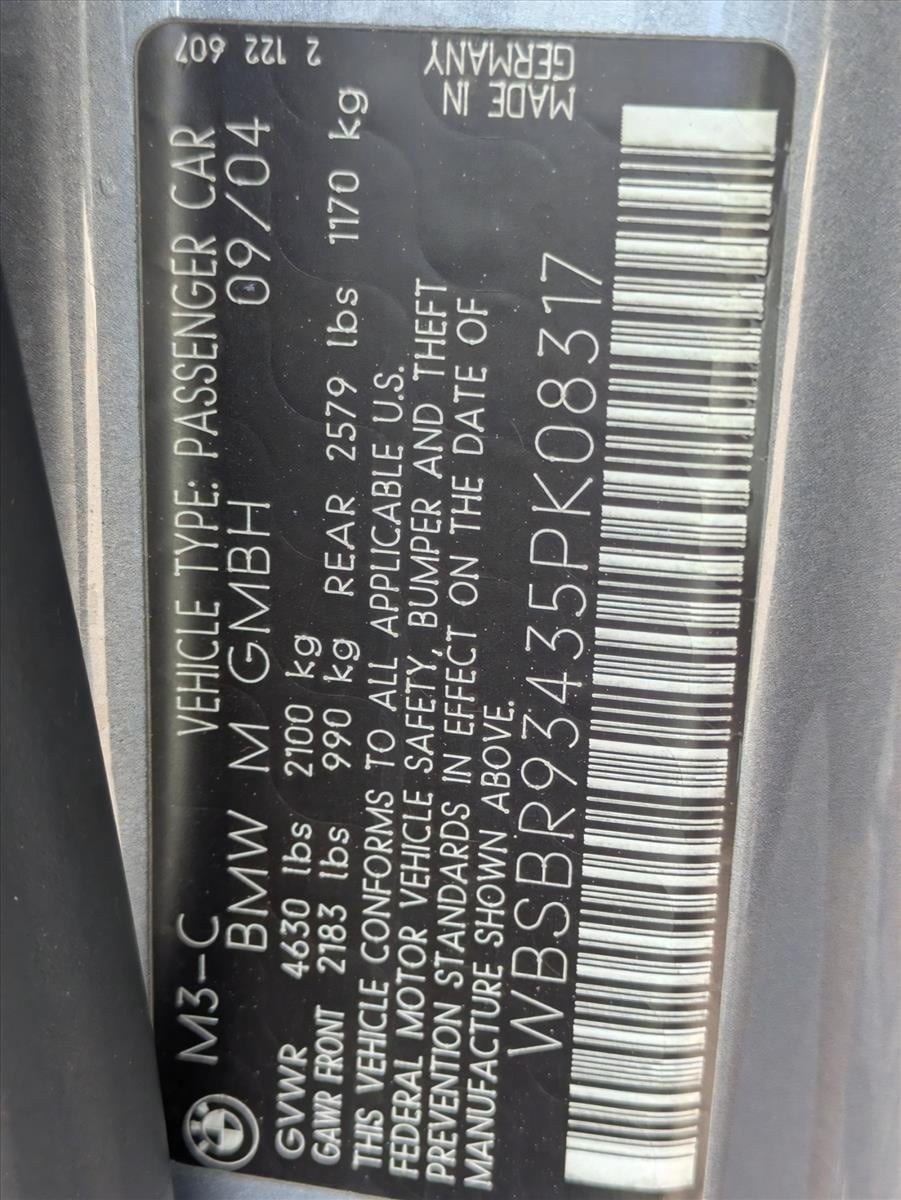 M3-C VEHICLE TYPE: PASSENGER CAR 2 122 607
BMW M GMBH 09/04
GVWR 4630 lbs 2100 kg
GAWR FRONT 2183 lbs 990 kg REAR 2579 lbs 1170 kg
THIS VEHICLE CONFORMS TO ALL APPLICABLE U.S.
FEDERAL MOTOR VEHICLE SAFETY, BUMPER AND THEFT
PREVENTION STANDARDS IN EFFECT ON THE DATE OF
MANUFACTURE SHOWN ABOVE.
MADE IN
GERMANY
WBSBR93435PK08317